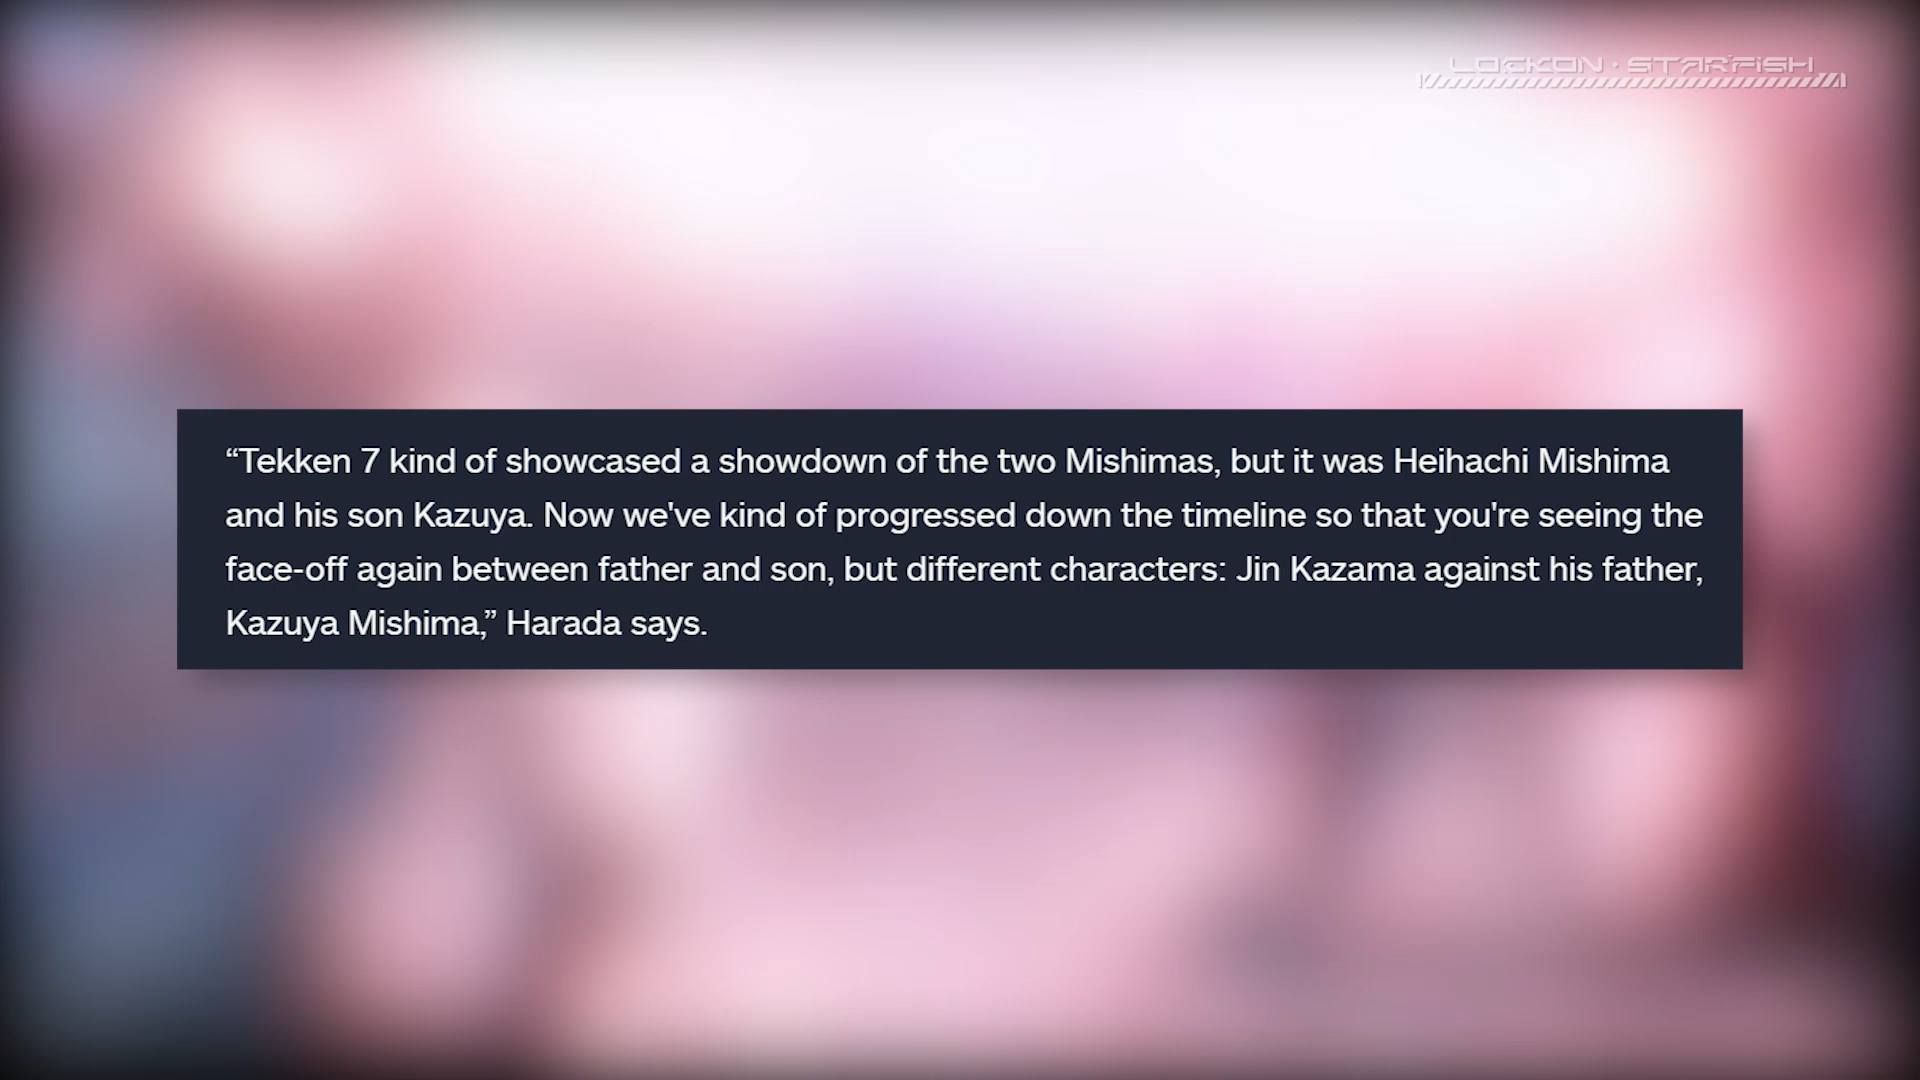 LOCKON · STARFISH
“Tekken 7 kind of showcased a showdown of the two Mishimas, but it was Heihachi Mishima
and his son Kazuya. Now we've kind of progressed down the timeline so that you're seeing the
face-off again between father and son, but different characters: Jin Kazama against his father,
Kazuya Mishima,” Harada says.